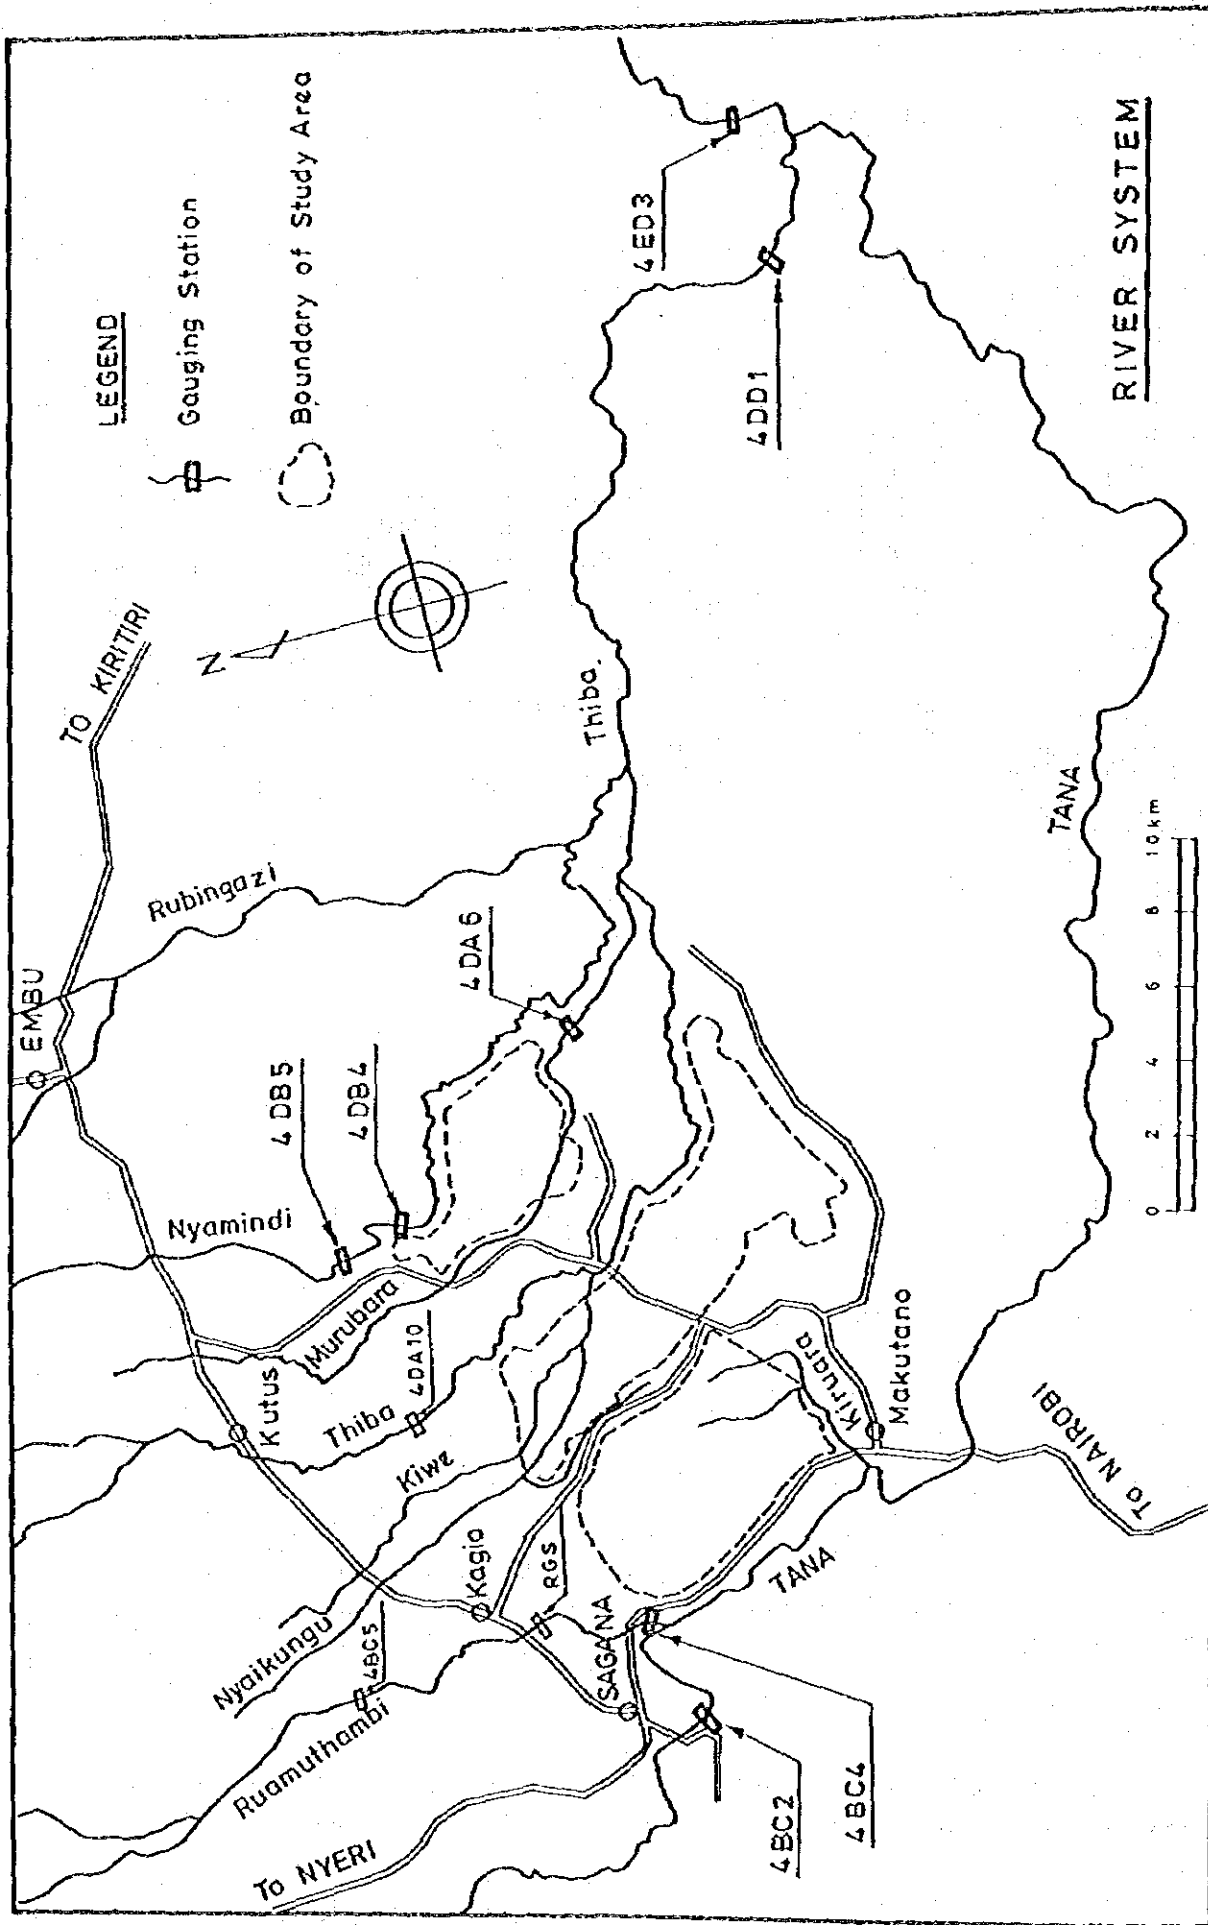 LEGEND
Gauging Station
Boundary of Study Area
N
TO KIRITIRI
EMBU
Rubingazi
4DB5
4DB4
4DA6
Nyamindi
Murubara
Kutus
Thiba
4DA10
Kiwe
Nyaikungu
Kagio
4BC5
RGS
Ruamuthambi
SAGANA
To NYERI
4BC2
4BC4
TANA
Kiruara
Makutano
To NAIROBI
Thiba
4ED3
4DD1
TANA
0 2 4 6 8 10km
RIVER SYSTEM